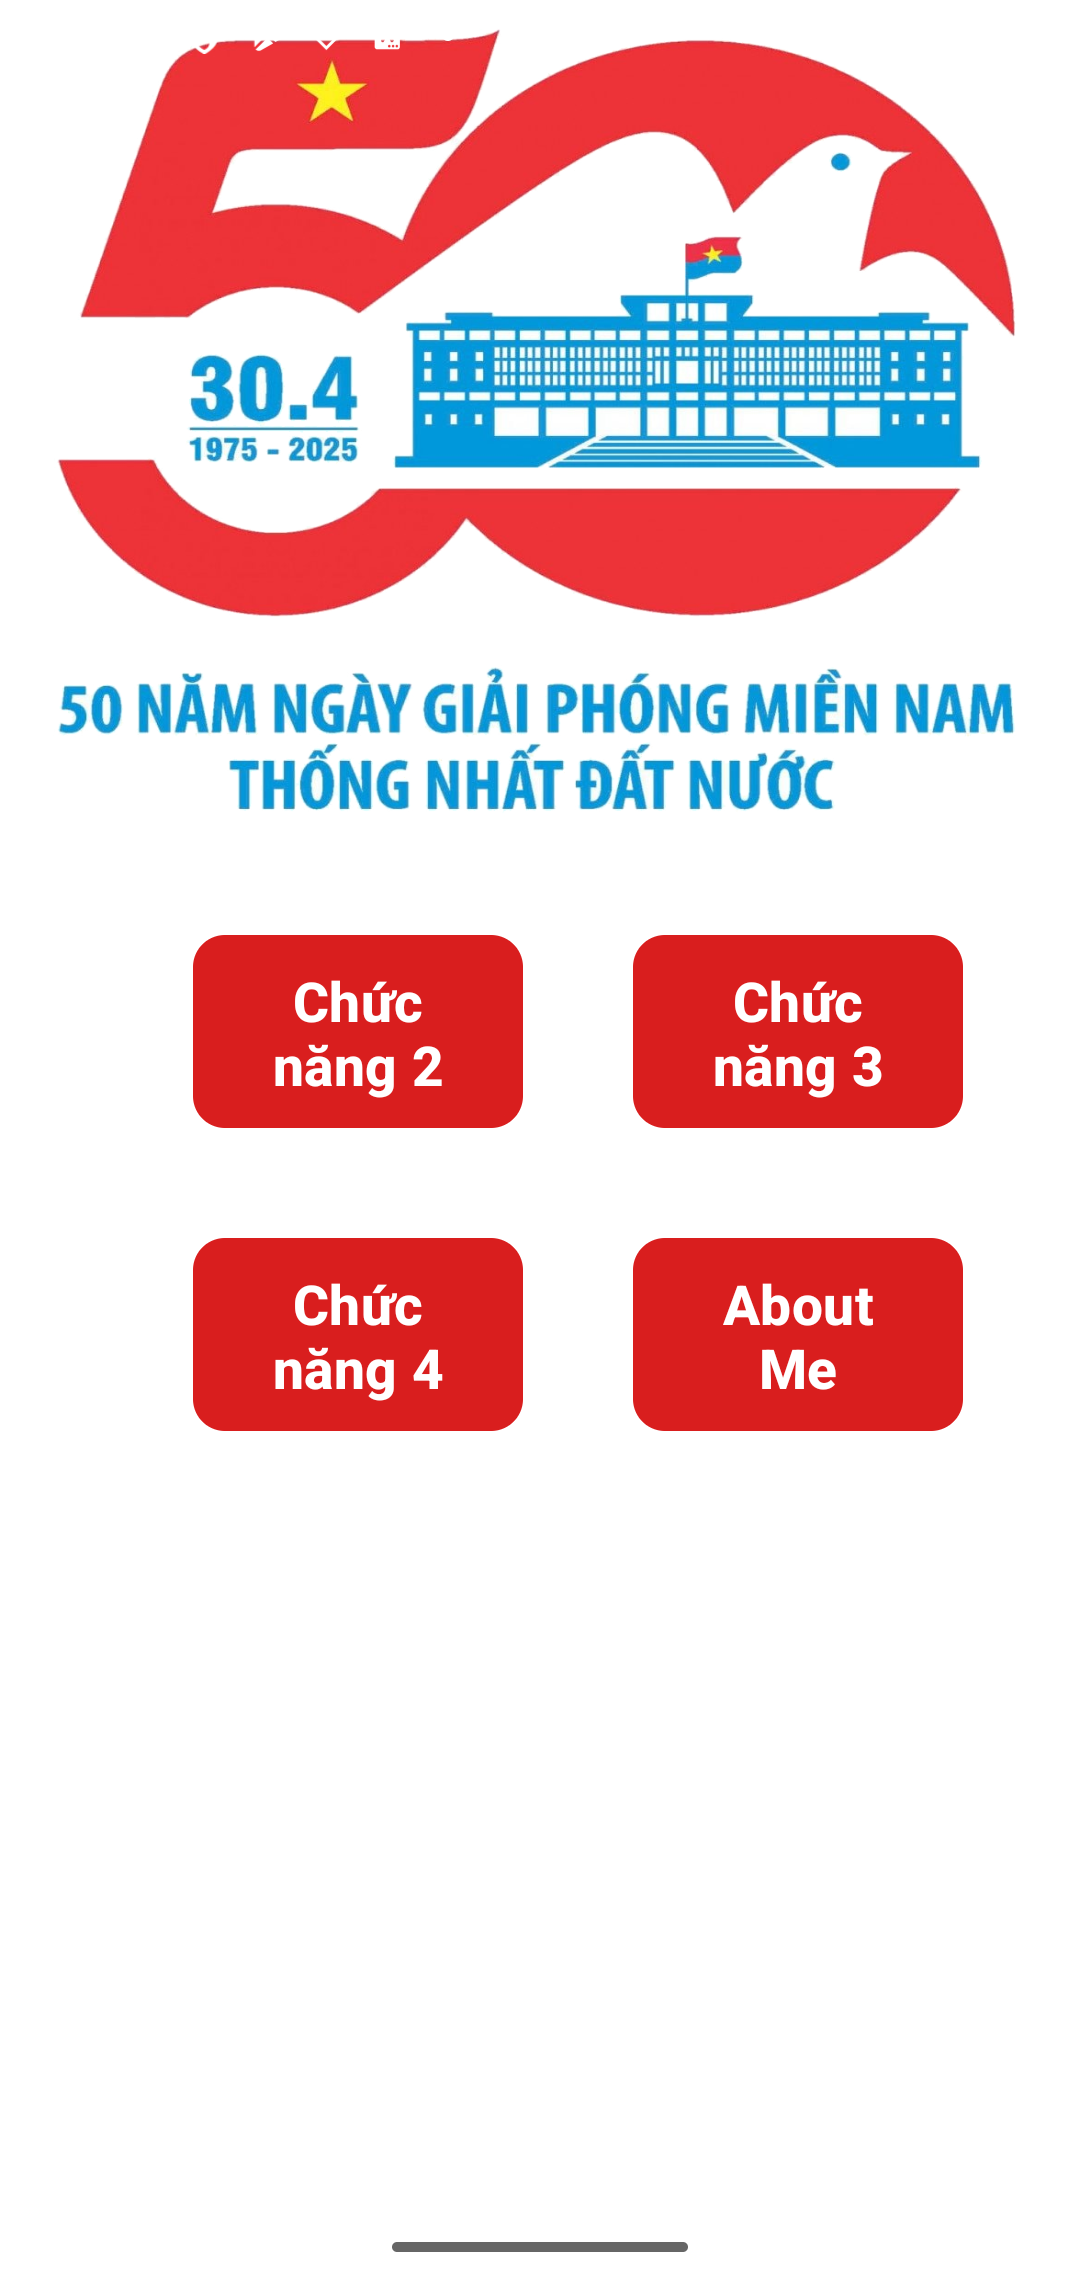 30.4
1975 - 2025
50 NĂM NGÀY GIẢI PHÓNG MIỀN NAM
THỐNG NHẤT ĐẤT NƯỚC
Chức
năng 2
Chức
năng 3
Chức
năng 4
About
Me